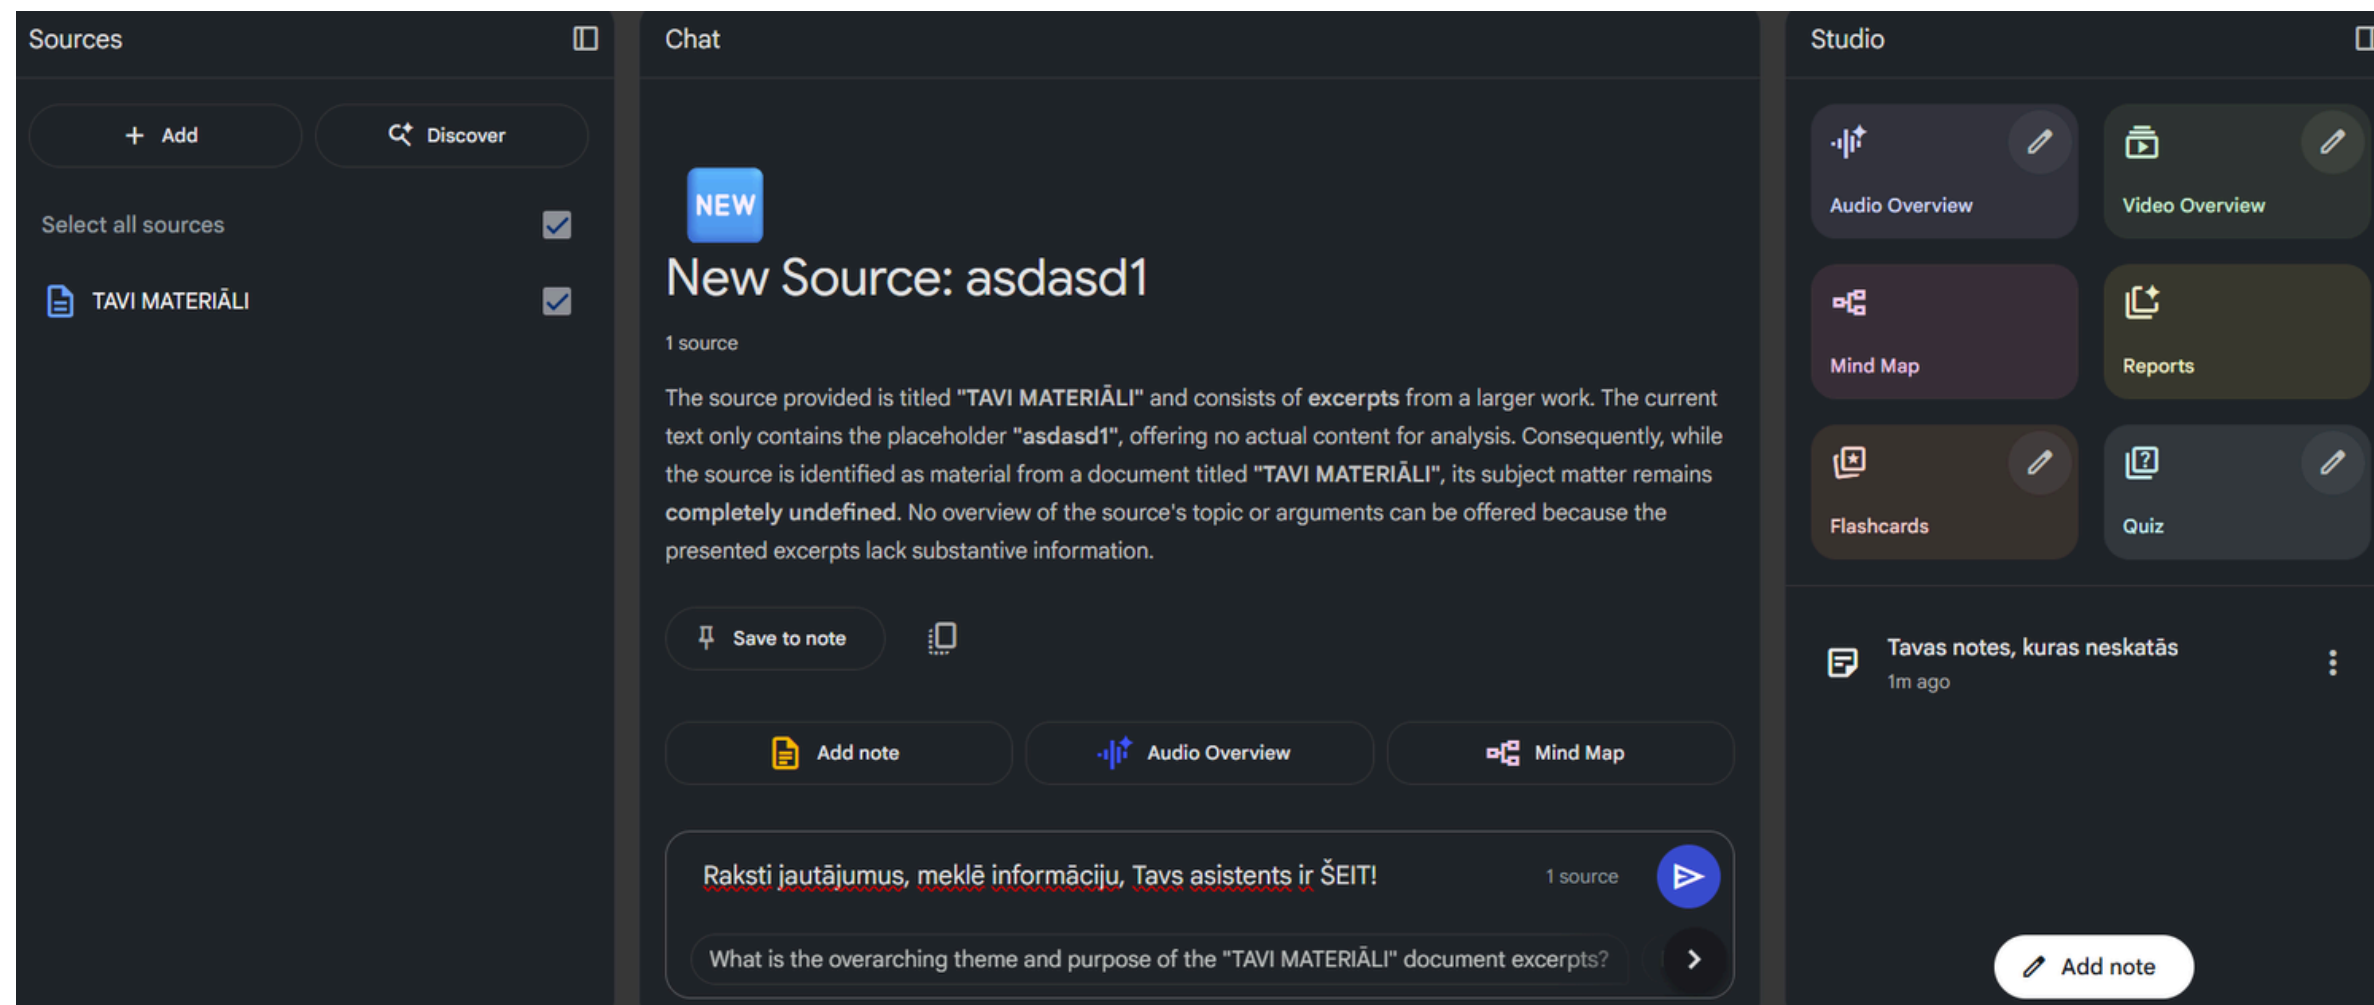 Sources
+ Add
Discover
Select all sources
TAVI MATERIĀLI
Chat
NEW
New Source: asdasd1
1 source
The source provided is titled "TAVI MATERIĀLI" and consists of excerpts from a larger work. The current
text only contains the placeholder "asdasd1", offering no actual content for analysis. Consequently, while
the source is identified as material from a document titled "TAVI MATERIĀLI", its subject matter remains
completely undefined. No overview of the source's topic or arguments can be offered because the
presented excerpts lack substantive information.
Save to note
Add note
Audio Overview
Mind Map
Raksti jautājumus, meklē informāciju, Tavs asistents ir ŠEIT!
1 source
What is the overarching theme and purpose of the "TAVI MATERIĀLI" document excerpts?
Studio
Audio Overview
Video Overview
Mind Map
Reports
Flashcards
Quiz
Tavas notes, kuras neskatās
1m ago
Add note